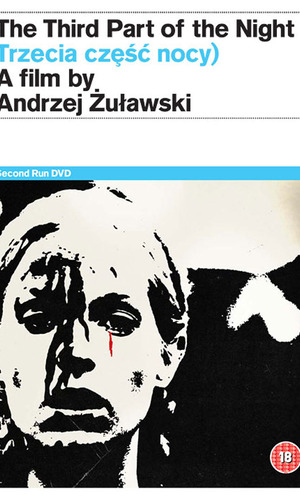 The Third Part of the Night
Trzecia część nocy)
A film by
Andrzej Żuławski
Second Run DVD
18